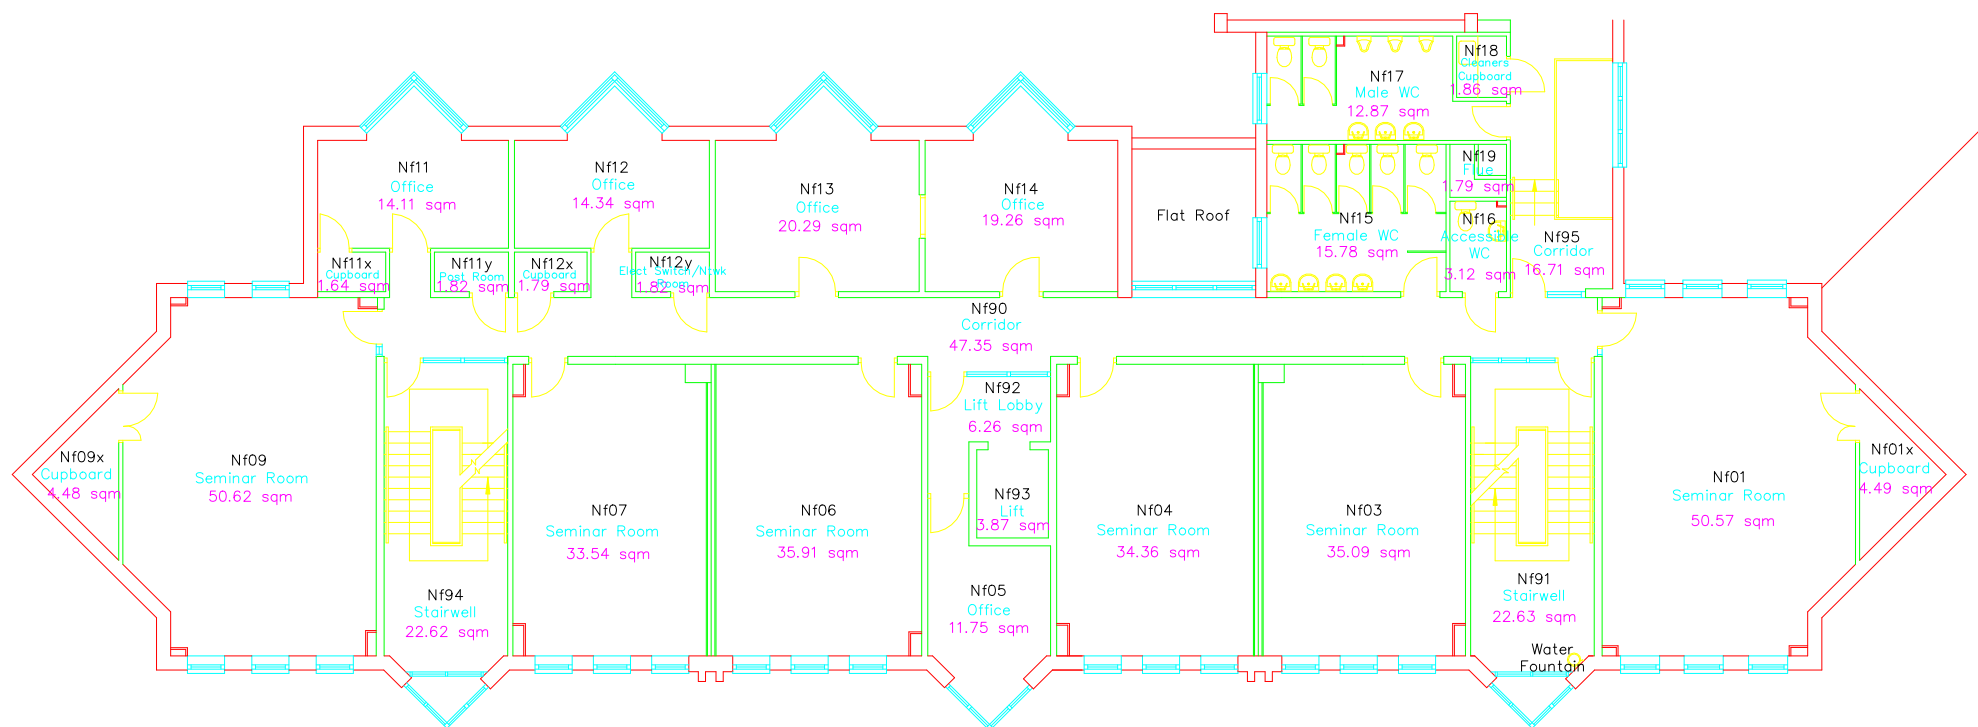 Nf18
Cleaners
Cupboard
1.86 sqm
Nf17
Male WC
12.87 sqm
Nf11
Office
14.11 sqm
Nf12
Office
14.34 sqm
Nf13
Office
20.29 sqm
Nf14
Office
19.26 sqm
Flat Roof
Nf15
Female WC
15.78 sqm
Nf19
Flue
1.79 sqm
Nf16
Accessible
WC
3.12 sqm
Nf95
Corridor
16.71 sqm
Nf11x
Cupboard
1.64 sqm
Nf11y
Post Room
1.82 sqm
Nf12x
Cupboard
1.79 sqm
Nf12y
Elect Switch/Ntwk
Room
1.82 sqm
Nf90
Corridor
47.35 sqm
Nf92
Lift Lobby
6.26 sqm
Nf09x
Cupboard
4.48 sqm
Nf09
Seminar Room
50.62 sqm
Nf07
Seminar Room
33.54 sqm
Nf06
Seminar Room
35.91 sqm
Nf93
Lift
3.87 sqm
Nf04
Seminar Room
34.36 sqm
Nf03
Seminar Room
35.09 sqm
Nf01
Seminar Room
50.57 sqm
Nf01x
Cupboard
4.49 sqm
Nf94
Stairwell
22.62 sqm
Nf05
Office
11.75 sqm
Nf91
Stairwell
22.63 sqm
Water
Fountain